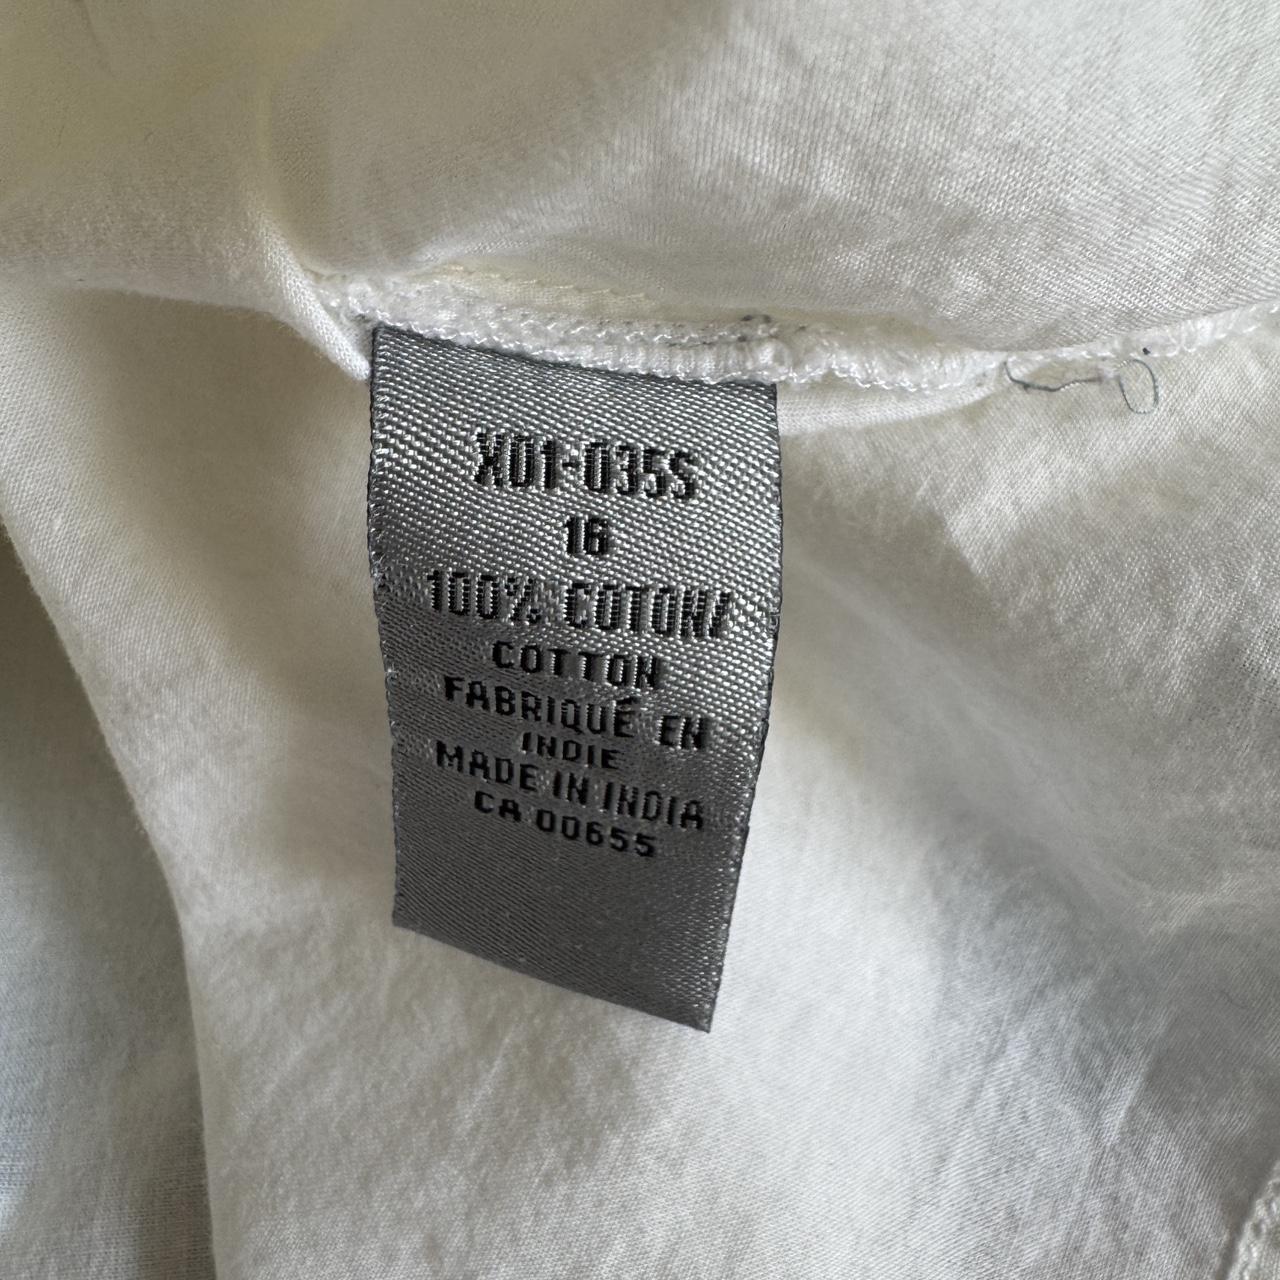 X01-035S
16
100% COTON/
COTTON
FABRIQUÉ EN
INDIE
MADE IN INDIA
CA 00655